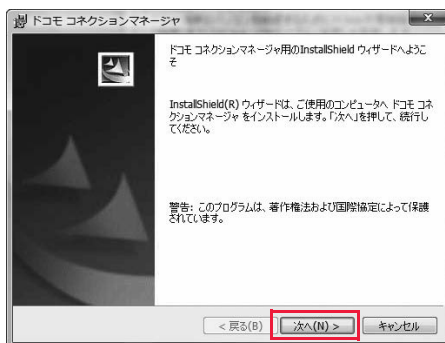 ドコモ コネクションマネージャ
ドコモ コネクションマネージャ用のInstallShield ウィザードへようこ
そ
InstallShield(R) ウィザードは、ご使用のコンピュータへ ドコモ コネ
クションマネージャ をインストールします。「次へ」を押して、続行し
てください。
警告: このプログラムは、著作権法および国際協定によって保護
されています。
< 戻る(B) 次へ(N) > キャンセル